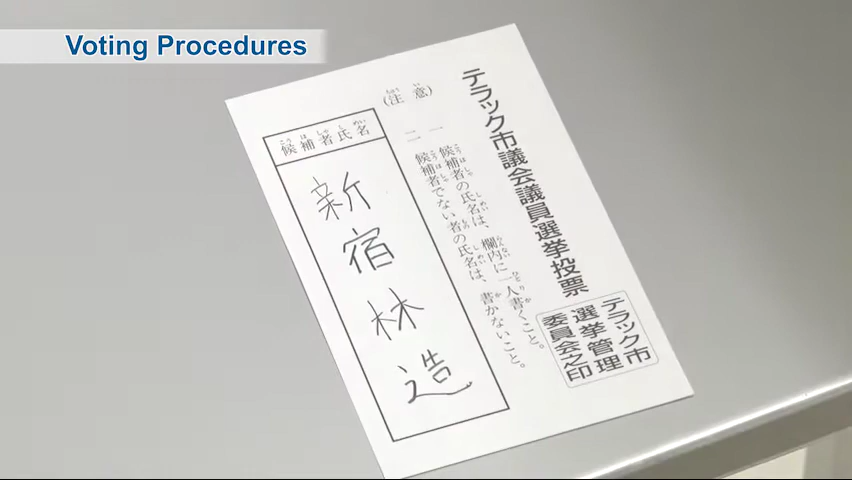 Voting Procedures
テラック市議会議員選挙投票
テラック市
選挙管理
委員会之印
(注意)
一 候補者の氏名は、欄内に一人書くこと。
二 候補者でない者の氏名は、書かないこと。
候補者氏名
新宿林造